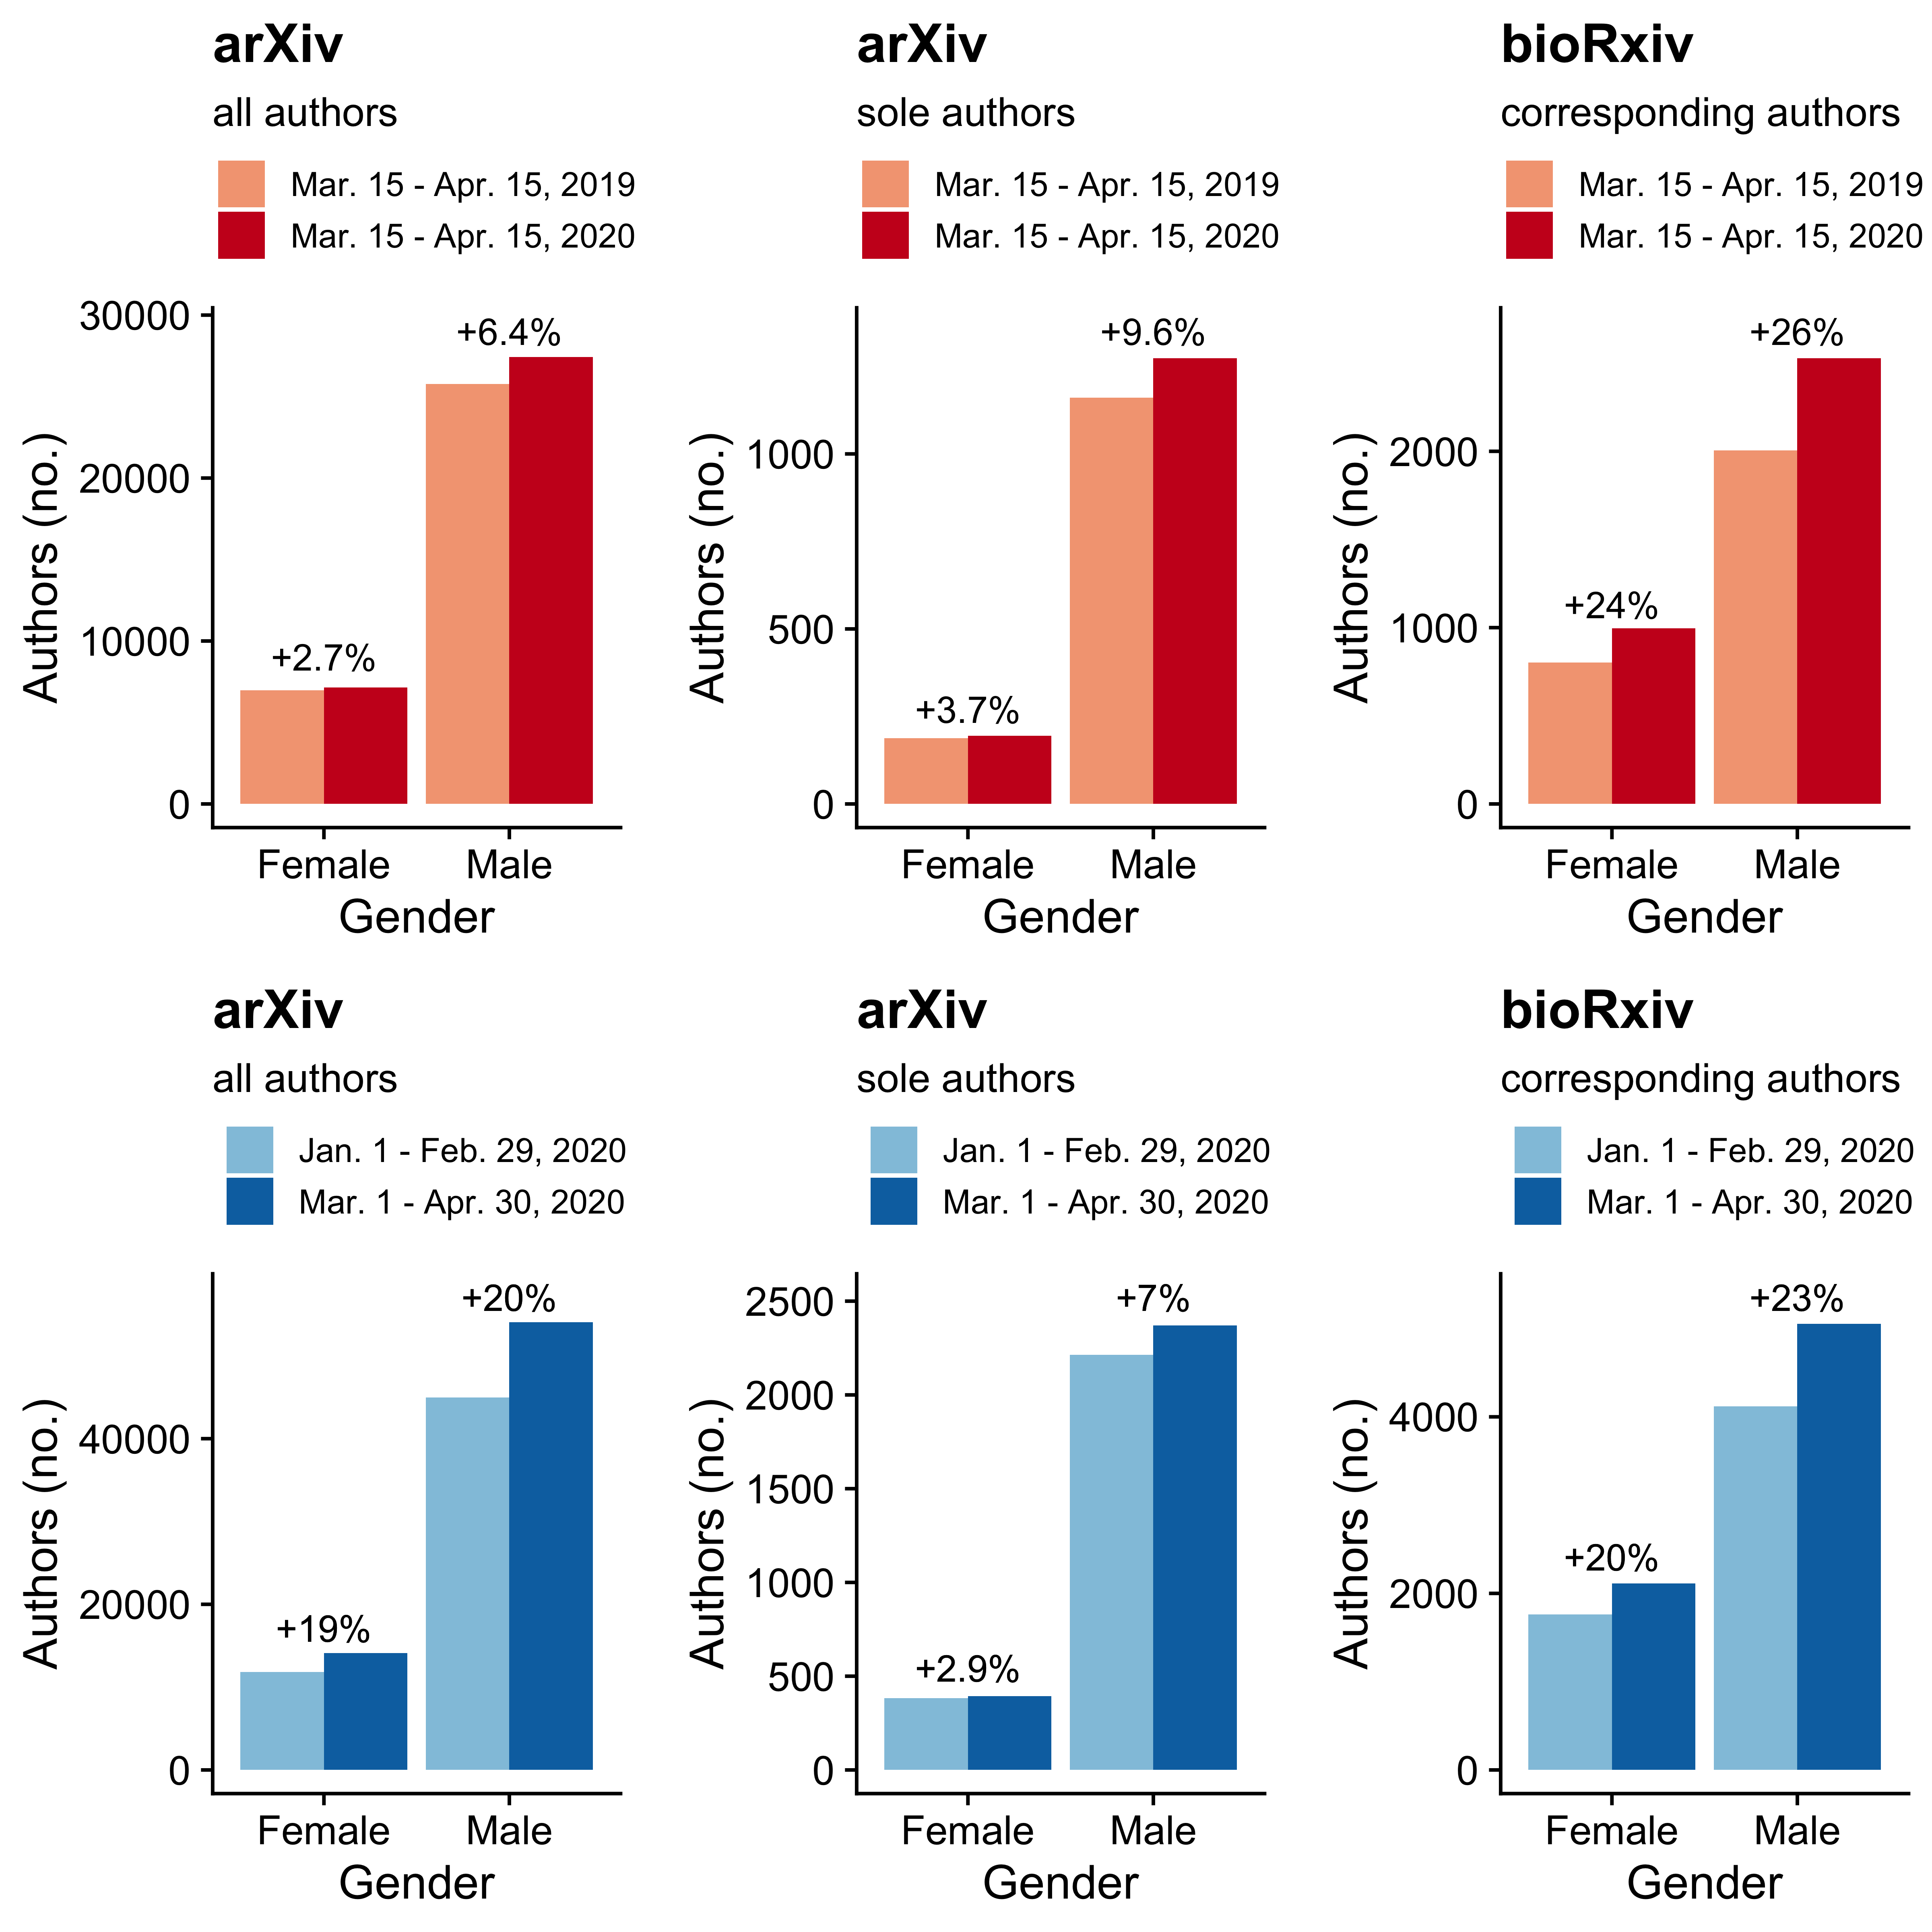 arXiv
all authors
Mar. 15 - Apr. 15, 2019
Mar. 15 - Apr. 15, 2020
Authors (no.)
30000
20000
10000
0
+2.7%
+6.4%
Female
Male
Gender
arXiv
sole authors
Mar. 15 - Apr. 15, 2019
Mar. 15 - Apr. 15, 2020
Authors (no.)
1000
500
0
+3.7%
+9.6%
Female
Male
Gender
bioRxiv
corresponding authors
Mar. 15 - Apr. 15, 2019
Mar. 15 - Apr. 15, 2020
Authors (no.)
2000
1000
0
+24%
+26%
Female
Male
Gender
arXiv
all authors
Jan. 1 - Feb. 29, 2020
Mar. 1 - Apr. 30, 2020
Authors (no.)
40000
20000
0
+19%
+20%
Female
Male
Gender
arXiv
sole authors
Jan. 1 - Feb. 29, 2020
Mar. 1 - Apr. 30, 2020
Authors (no.)
2500
2000
1500
1000
500
0
+2.9%
+7%
Female
Male
Gender
bioRxiv
corresponding authors
Jan. 1 - Feb. 29, 2020
Mar. 1 - Apr. 30, 2020
Authors (no.)
4000
2000
0
+20%
+23%
Female
Male
Gender